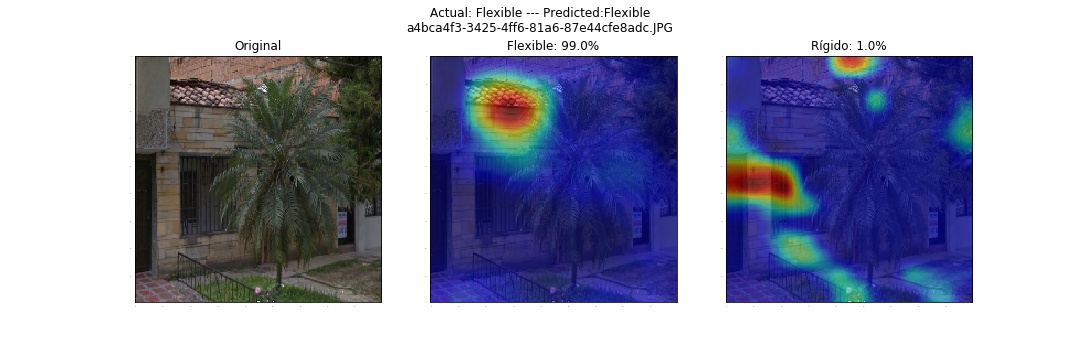 Actual: Flexible --- Predicted:Flexible
a4bca4f3-3425-4ff6-81a6-87e44cfe8adc.JPG
Original
Flexible: 99.0%
Rígido: 1.0%